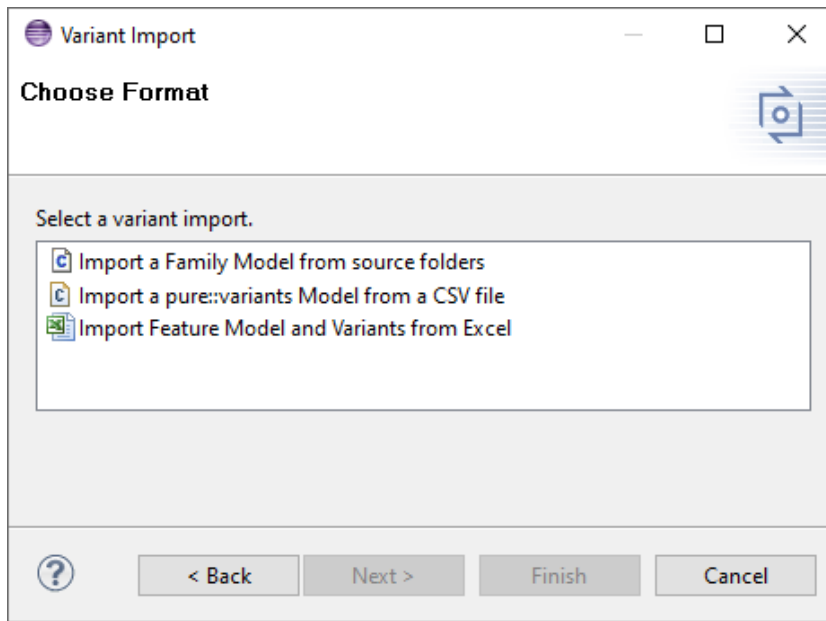 Variant Import
Choose Format
Select a variant import.
Import a Family Model from source folders
Import a pure::variants Model from a CSV file
Import Feature Model and Variants from Excel
? < Back Next > Finish Cancel